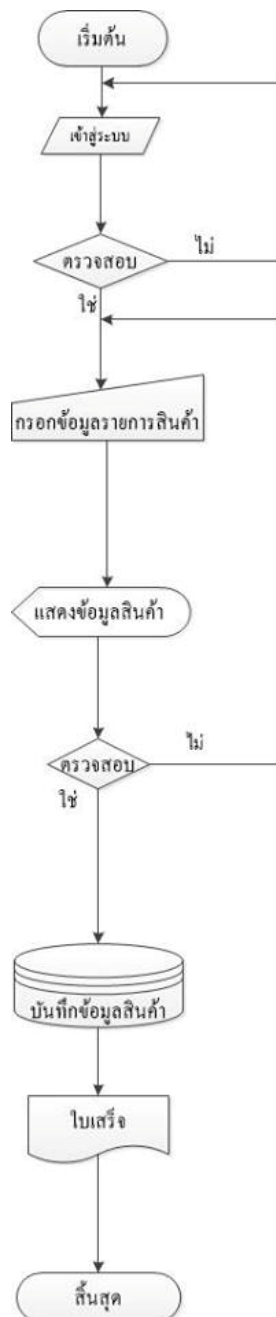 เริ่มต้น
เข้าสู่ระบบ
ตรวจสอบ
ไม่
ใช่
กรอกข้อมูลรายการสินค้า
แสดงข้อมูลสินค้า
ตรวจสอบ
ไม่
ใช่
บันทึกข้อมูลสินค้า
ใบเสร็จ
สิ้นสุด